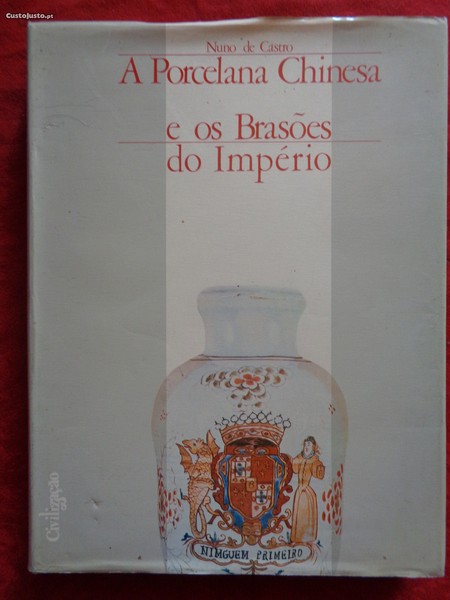 CustoJusto.pt
Nuno de Castro
A Porcelana Chinesa
e os Brasões
do Império
Civilização
NIMGUEM PRIMEIRO